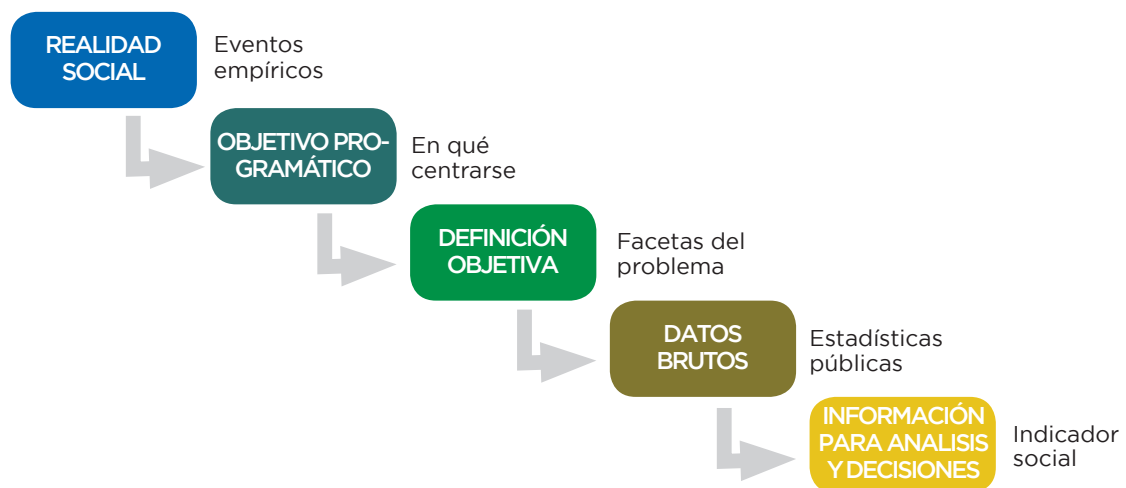 REALIDAD
SOCIAL
Eventos
empíricos
OBJETIVO PRO-
GRAMÁTICO
En qué
centrarse
DEFINICIÓN
OBJETIVA
Facetas del
problema
DATOS
BRUTOS
Estadísticas
públicas
INFORMACIÓN
PARA ANALISIS
Y DECISIONES
Indicador
social